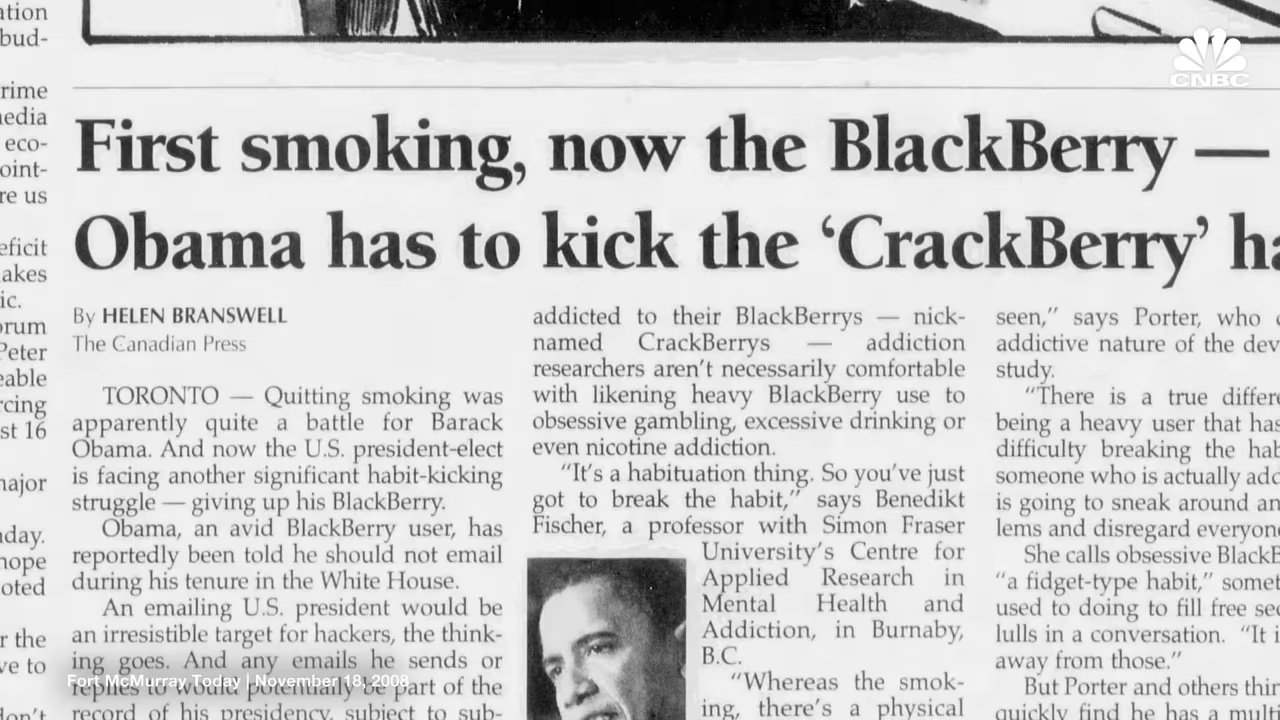 CNBC
First smoking, now the BlackBerry —
Obama has to kick the ‘CrackBerry’
By HELEN BRANSWELL
The Canadian Press
TORONTO — Quitting smoking was
apparently quite a battle for Barack
Obama. And now the U.S. president-elect
is facing another significant habit-kicking
struggle — giving up his BlackBerry.
Obama, an avid BlackBerry user, has
reportedly been told he should not email
during his tenure in the White House.
An emailing U.S. president would be
an irresistible target for hackers, the think-
ing goes. And any emails he sends or
replies to would potentially be part of the
record of his presidency, subject to sub-
addicted to their BlackBerrys — nick-
named CrackBerrys — addiction
researchers aren’t necessarily comfortable
with likening heavy BlackBerry use to
obsessive gambling, excessive drinking or
even nicotine addiction.
“It’s a habituation thing. So you’ve just
got to break the habit,” says Benedikt
Fischer, a professor with Simon Fraser
University’s Centre for
Applied Research in
Mental Health and
Addiction, in Burnaby,
B.C.
“Whereas the smok-
ing, there’s a physical
seen,” says Porter, who
addictive nature of the
study.
“There is a true
being a heavy user that has
difficulty breaking the
someone who is actually
is going to sneak around
lems and disregard
She calls obsessive
“a fidget-type habit,”
used to doing to fill free
lulls in a conversation. “It
away from those.”
But Porter and others
quickly find he has a
bud-
eco-
re us
ic.
st 16
r the
ve to
Fort McMurray Today | November 18, 2008